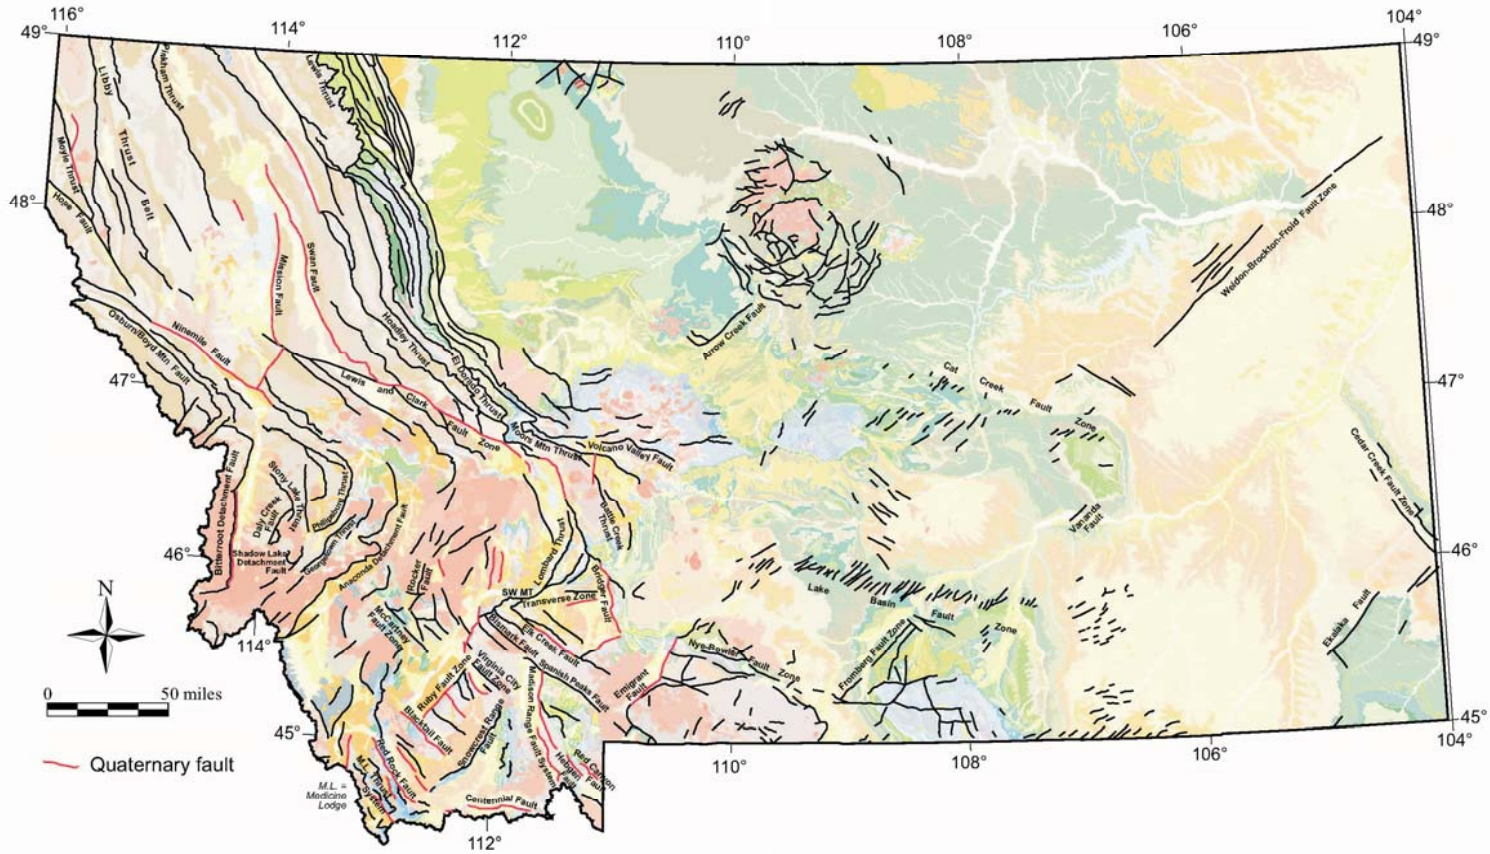 116°
114°
112°
110°
108°
106°
104°
49°
49°
Libby
Thrust
Belt
Pinkham Thrust
Lewis Thrust
Moyie Thrust
Hope Fault
48°
48°
Mission Fault
Swan Fault
Weldon-Brockton-Froid Fault Zone
Osburn/Boyd Mtn Fault
Ninemile Fault
Hoadley Thrust
El Dorado Thrust
Arrow Creek Fault
47°
47°
Lewis and Clark
Fault Zone
Cat Creek Fault
Zone
Moors Mtn Thrust
Volcano Valley Fault
Cedar Creek Fault Zone
Bitterroot Detachment Fault
Stony Lake
Thrust
Daly Creek
Fault
Philipsburg Thrust
Georgetown Thrust
Shadow Lake
Detachment
Fault
Anaconda Detachment Fault
Battle Creek
Thrust
Lombard Thrust
Vananda
Fault
46°
46°
Rocker
Fault
SW MT
Transverse Zone
Bridger Fault
Lake
Basin
Fault
Zone
McCartney
Fault Zone
Bismark Fault
Elk Creek Fault
Spanish Peaks Fault
Nye-Bowler Fault Zone
Fromberg Fault Zone
Ekalaka Fault
N
114°
Ruby Fault Zone
Virginia City
Fault Zone
Madison Range Fault System
Emigrant
Fault
0
50 miles
Blacktail Fault
Snowcrest Range
Fault
45°
45°
Quaternary fault
Red Rock Fault
M.L. Thrust
System
Hebgen
Fault
Red Canyon
Fault
M.L. =
Medicine
Lodge
Centennial Fault
112°
110°
108°
106°
104°